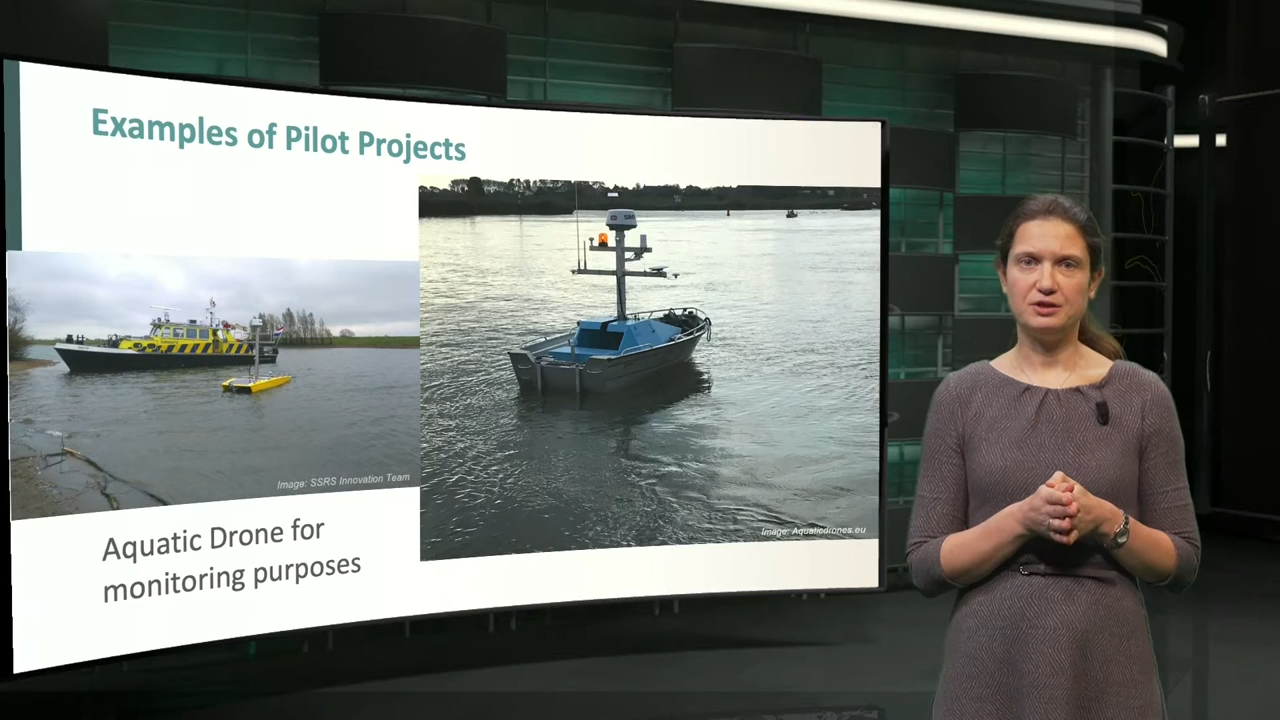 Examples of Pilot Projects
Image: SSRS Innovation Team
Image: Aquaticdrones.eu
Aquatic Drone for
monitoring purposes